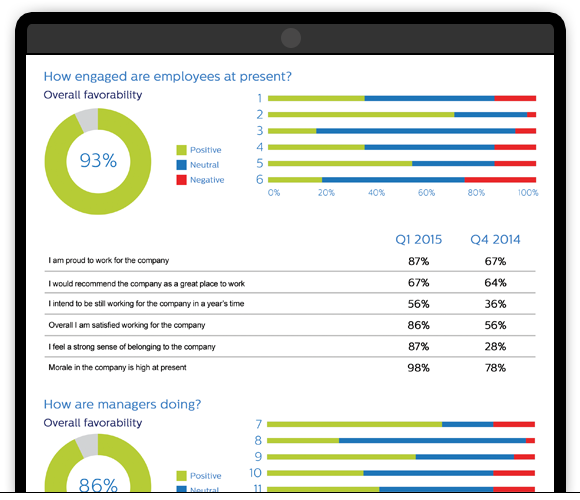 How engaged are employees at present?
Overall favorability
93%
Positive
Neutral
Negative
1
2
3
4
5
6
0% 20% 40% 60% 80% 100%
Q1 2015 Q4 2014
I am proud to work for the company 87% 67%
I would recommend the company as a great place to work 67% 64%
I intend to be still working for the company in a year's time 56% 36%
Overall I am satisfied working for the company 86% 56%
I feel a strong sense of belonging to the company 87% 28%
Morale in the company is high at present 98% 78%
How are managers doing?
Overall favorability
86%
Positive
Neutral
7
8
9
10
11